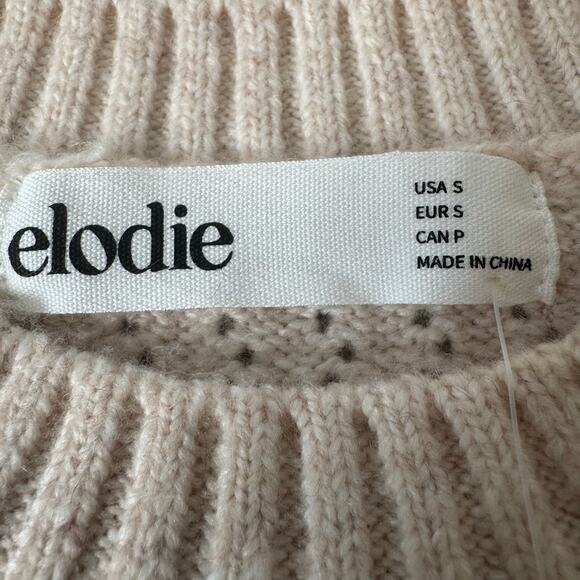 elodie
USA S
EUR S
CAN P
MADE IN CHINA